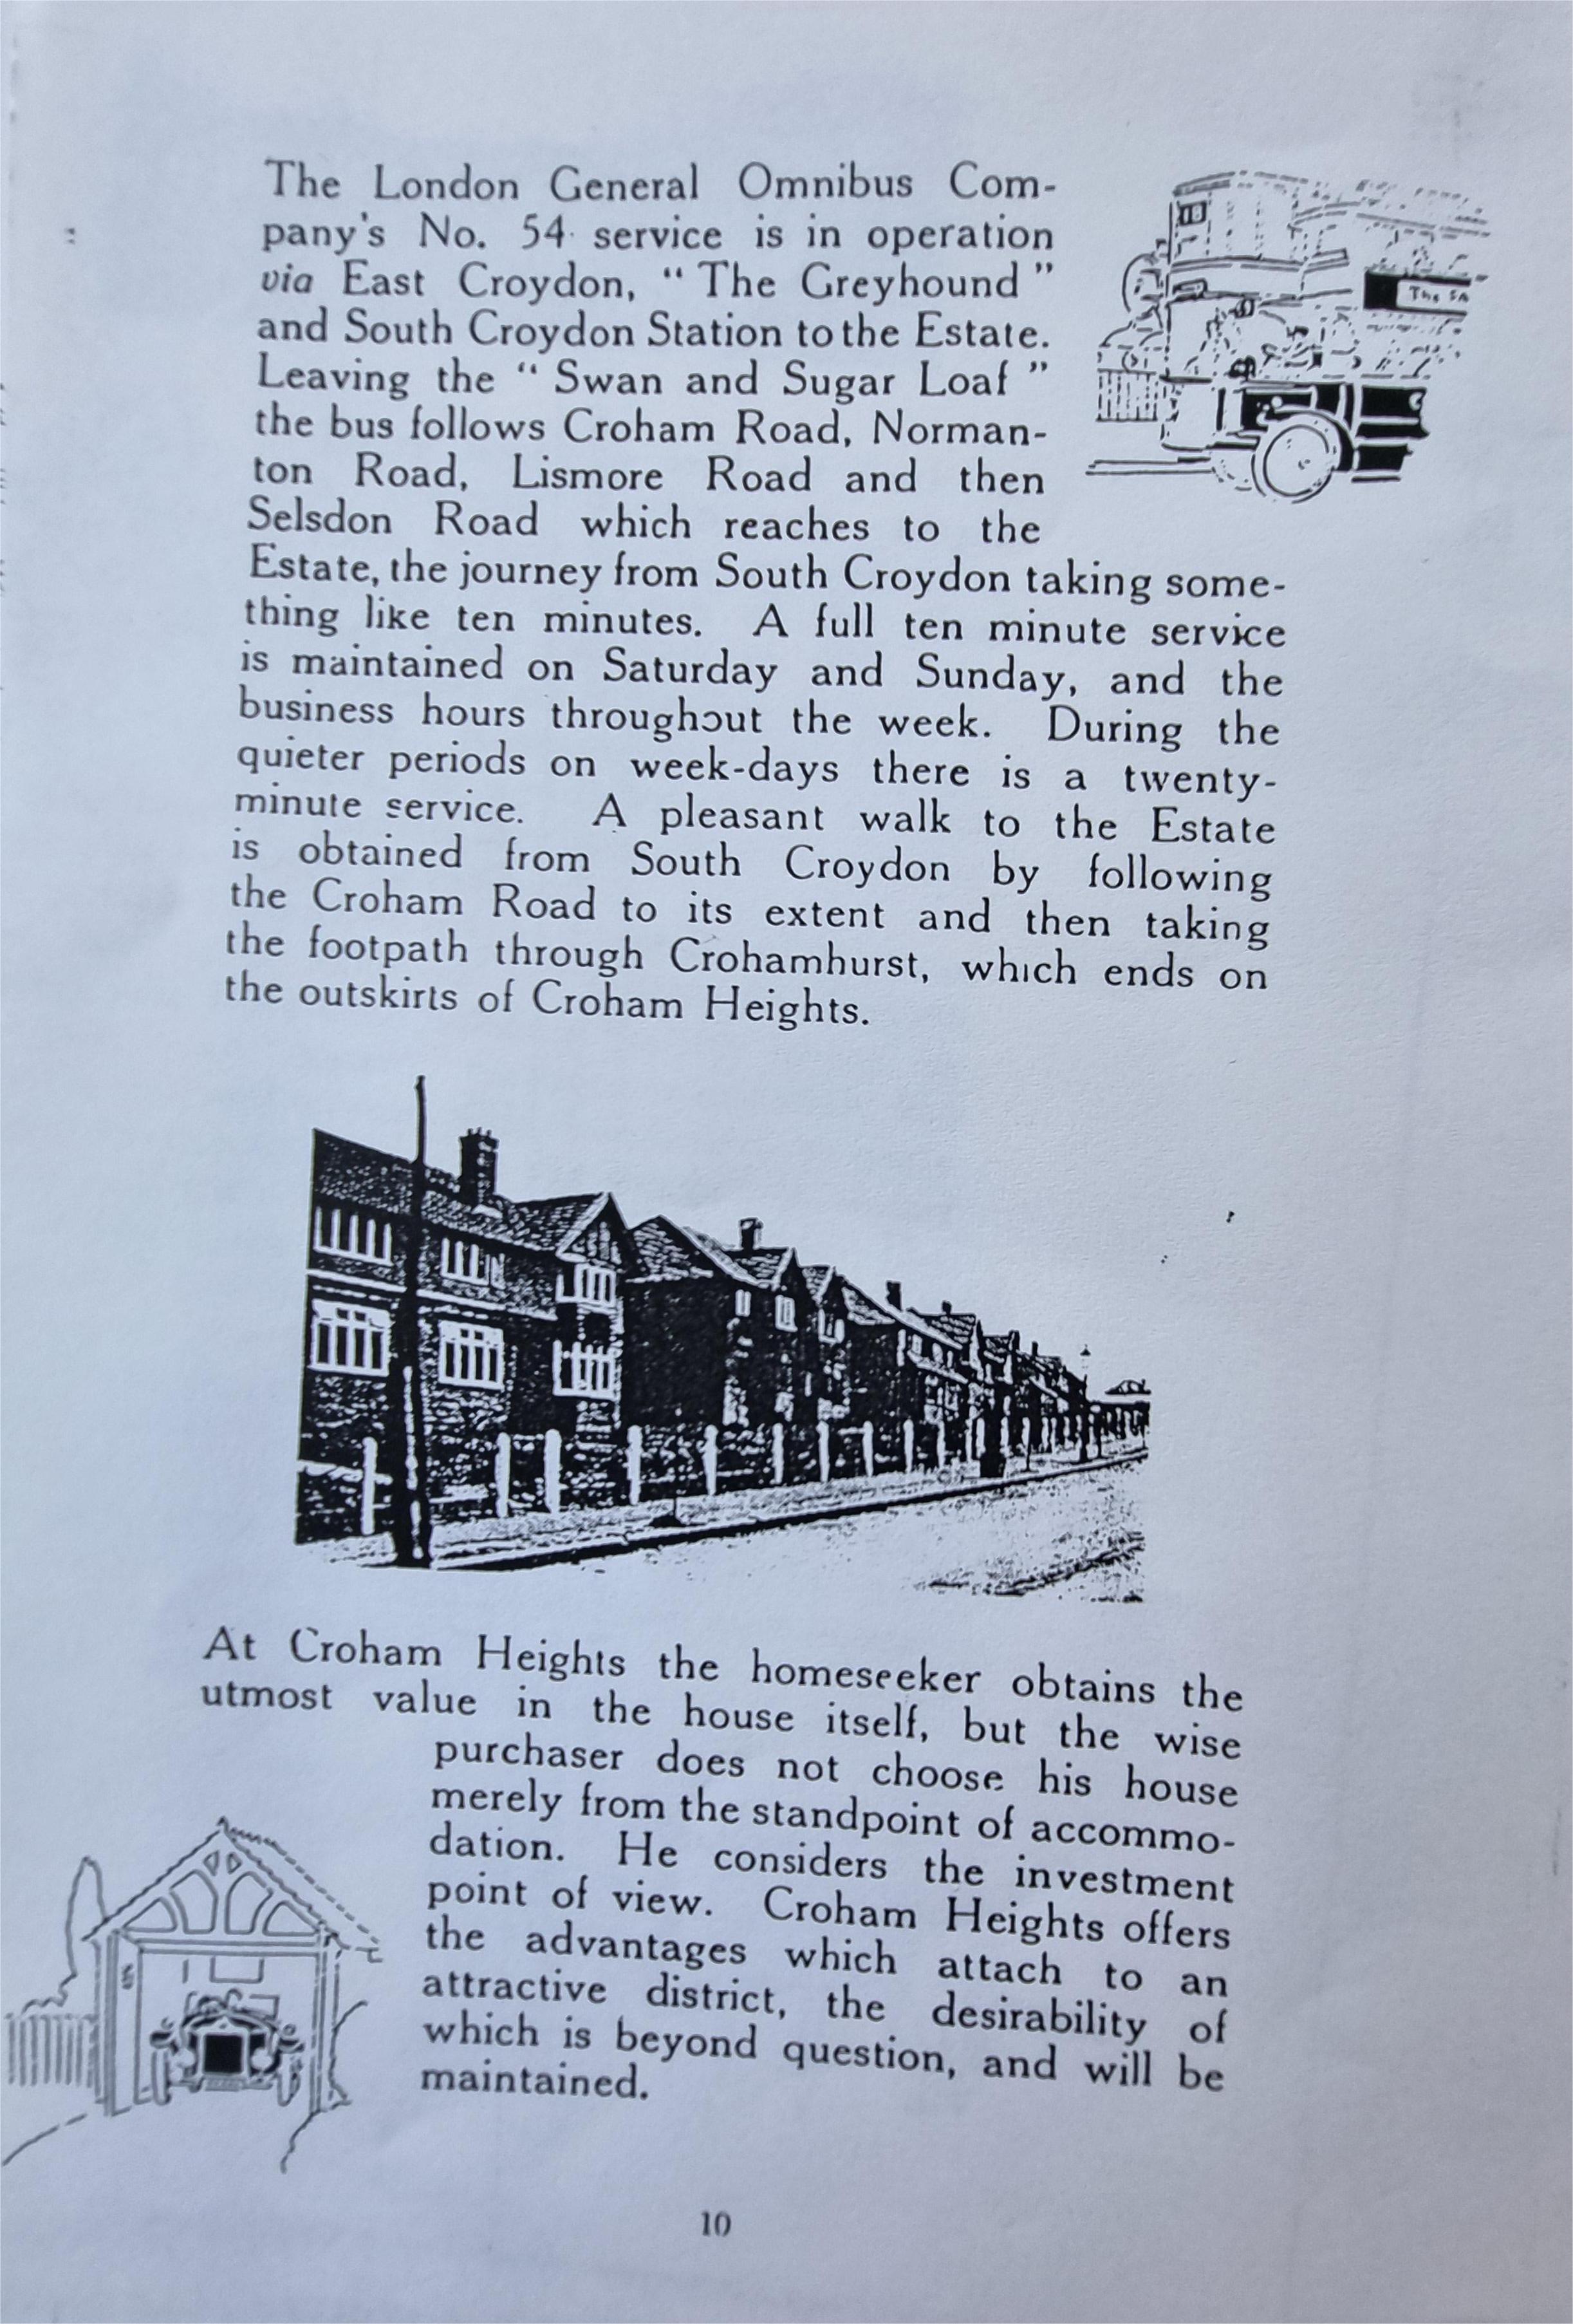 The London General Omnibus Com-
pany's No. 54 service is in operation
via East Croydon, “ The Greyhound ”
and South Croydon Station to the Estate.
Leaving the “ Swan and Sugar Loaf ”
the bus follows Croham Road, Norman-
ton Road, Lismore Road and then
Selsdon Road which reaches to the
Estate, the journey from South Croydon taking some-
thing like ten minutes. A full ten minute service
is maintained on Saturday and Sunday, and the
business hours throughout the week. During the
quieter periods on week-days there is a twenty-
minute service. A pleasant walk to the Estate
is obtained from South Croydon by following
the Croham Road to its extent and then taking
the footpath through Crohamhurst, which ends on
the outskirts of Croham Heights.
The
At Croham Heights the homeseeker obtains the
utmost value in the house itself, but the wise
purchaser does not choose his house
merely from the standpoint of accommo-
dation. He considers the investment
point of view. Croham Heights offers
the advantages which attach to an
attractive district, the desirability of
which is beyond question, and will be
maintained.
10